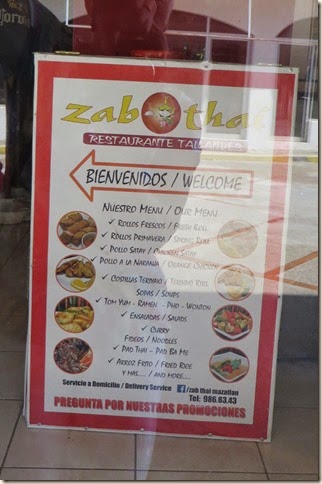 zab thai
RESTAURANTE TAILANDES
BIENVENIDOS / WELCOME
NUESTRO MENU / OUR MENU
✓ ROLLOS FRESCOS / FRESH ROLL
✓ ROLLOS PRIMAVERA / SPRING ROLL
✓ POLLO SATAY / CHICKEN SATAY
✓ POLLO A LA NARANJA / ORANGE CHICKEN
✓ COSTILLAS TERIYAKI / TERIYAKI RIBS
SOPAS / SOUPS
✓ TOM YUM - RAMEN - PHO - WONTON
✓ ENSALADAS / SALADS
✓ CURRY
FIDEOS / NOODLES
✓ PAD THAI - PAD BA ME
✓ ARROZ FRITO / FRIED RICE
Y MAS.... / AND MORE....
Servicio a Domicilio / Delivery Service f/zab thai mazatlan
Tel: 986.63.43
PREGUNTA POR NUESTRAS PROMOCIONES